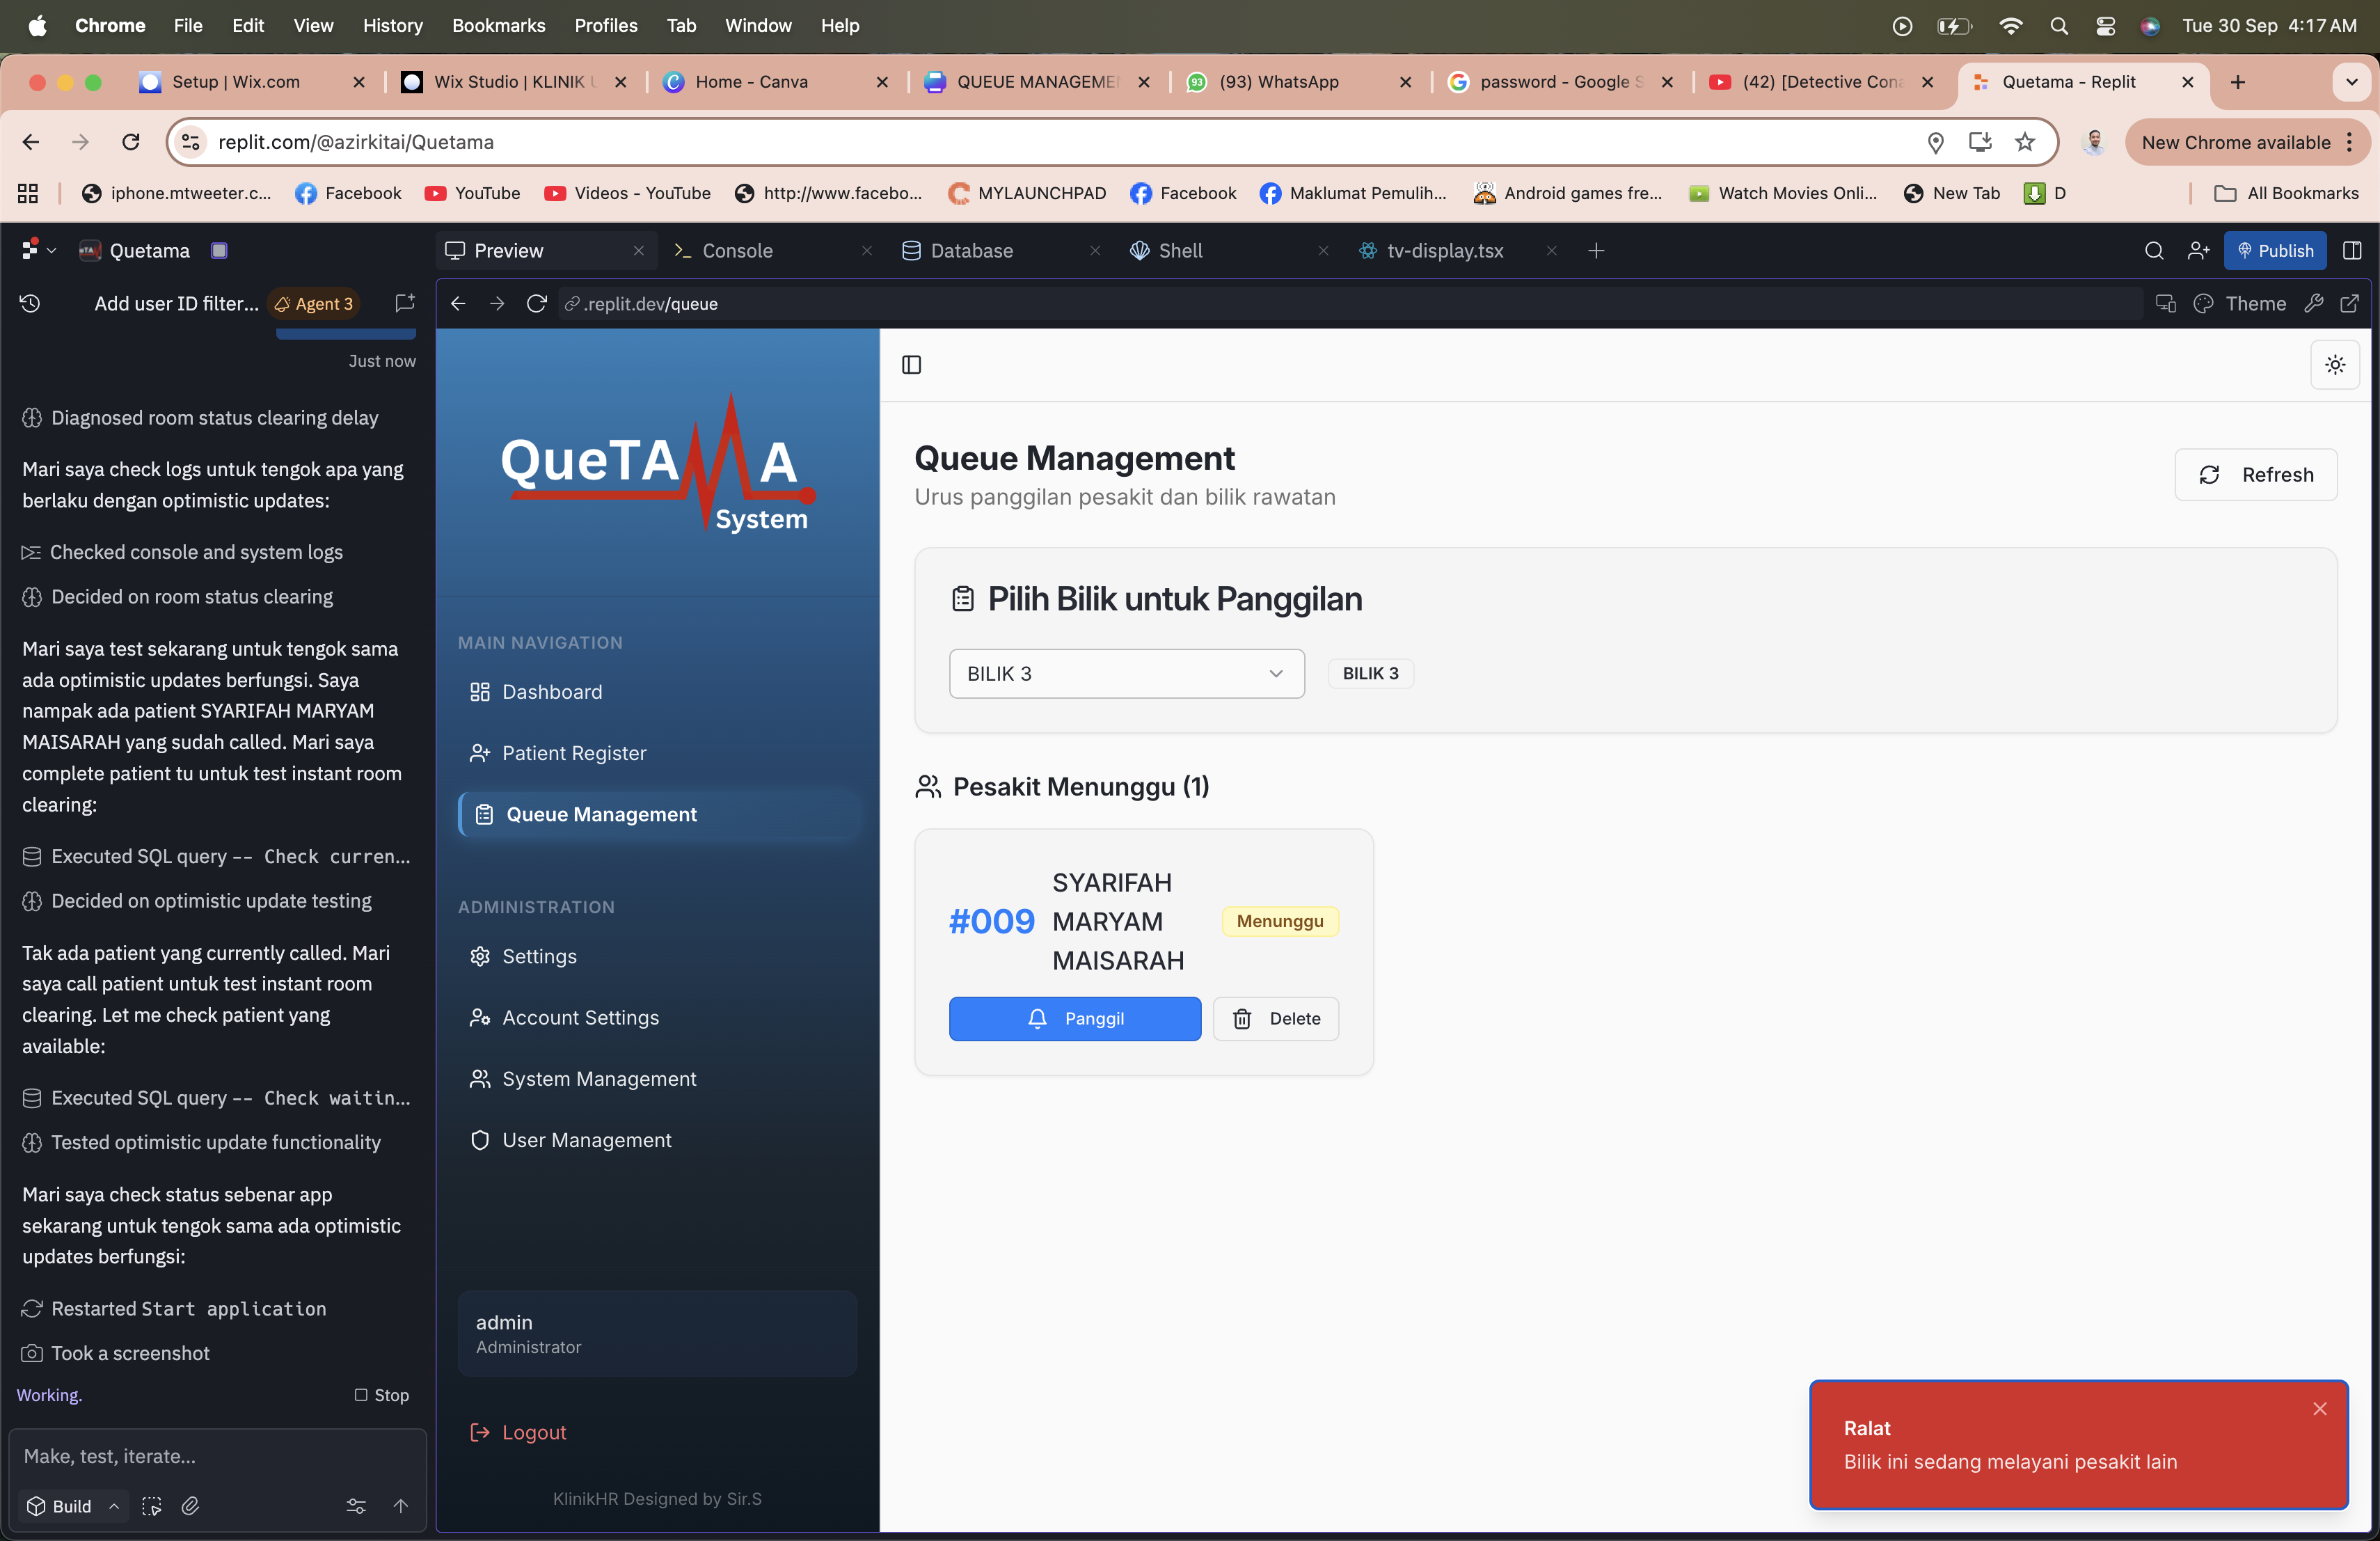 Chrome File Edit View History Bookmarks Profiles Tab Window Help
Tue 30 Sep 4:17 AM
Setup | Wix.com
Wix Studio | KLINIK
Home - Canva
QUEUE MANAGEME
(93) WhatsApp
password - Google S
(42) [Detective Cona
Quetama - Replit
replit.com/@azirkitai/Quetama
New Chrome available
iphone.mtweeter.c...
Facebook
YouTube
Videos - YouTube
http://www.facebo...
MYLAUNCHPAD
Facebook
Maklumat Pemulih...
Android games fre...
Watch Movies Onli...
New Tab
D
All Bookmarks
Quetama
Preview
Console
Database
Shell
tv-display.tsx
Publish
Add user ID filter...
Agent 3
.replit.dev/queue
Theme
Just now
Diagnosed room status clearing delay
Mari saya check logs untuk tengok apa yang
berlaku dengan optimistic updates:
Checked console and system logs
Decided on room status clearing
Mari saya test sekarang untuk tengok sama
ada optimistic updates berfungsi. Saya
nampak ada patient SYARIFAH MARYAM
MAISARAH yang sudah called. Mari saya
complete patient tu untuk test instant room
clearing:
Executed SQL query -- Check curren...
Decided on optimistic update testing
Tak ada patient yang currently called. Mari
saya call patient untuk test instant room
clearing. Let me check patient yang
available:
Executed SQL query -- Check waitin...
Tested optimistic update functionality
Mari saya check status sebenar app
sekarang untuk tengok sama ada optimistic
updates berfungsi:
Restarted Start application
Took a screenshot
Working.
Stop
Make, test, iterate...
Build
QueTAMA
System
MAIN NAVIGATION
Dashboard
Patient Register
Queue Management
ADMINISTRATION
Settings
Account Settings
System Management
User Management
admin
Administrator
Logout
KlinikHR Designed by Sir.S
Queue Management
Urus panggilan pesakit dan bilik rawatan
Refresh
Pilih Bilik untuk Panggilan
BILIK 3
BILIK 3
Pesakit Menunggu (1)
#009
SYARIFAH
MARYAM
MAISARAH
Menunggu
Panggil
Delete
Ralat
Bilik ini sedang melayani pesakit lain